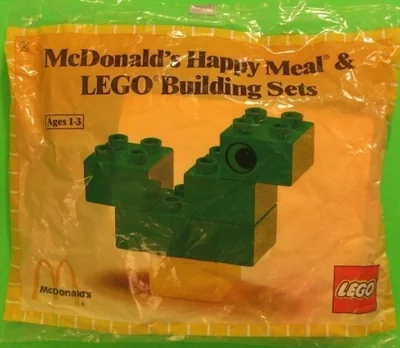 McDonald's Happy Meal® &
LEGO® Building Sets
Ages 1-3
McDonald's
®
LEGO